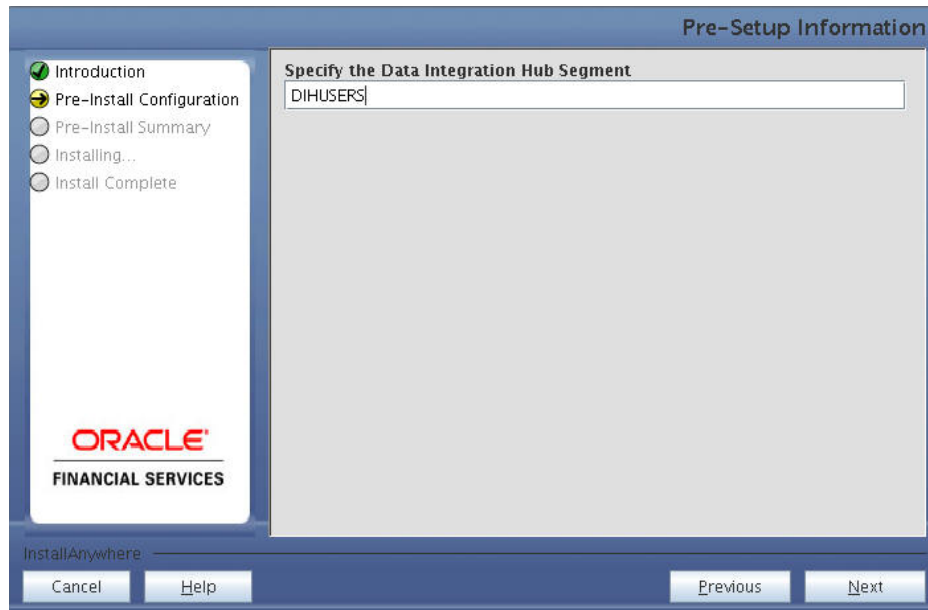 Pre-Setup Information
Introduction
Pre-Install Configuration
Pre-Install Summary
Installing...
Install Complete
Specify the Data Integration Hub Segment
DIHUSERS
ORACLE®
FINANCIAL SERVICES
InstallAnywhere
Cancel
Help
Previous
Next